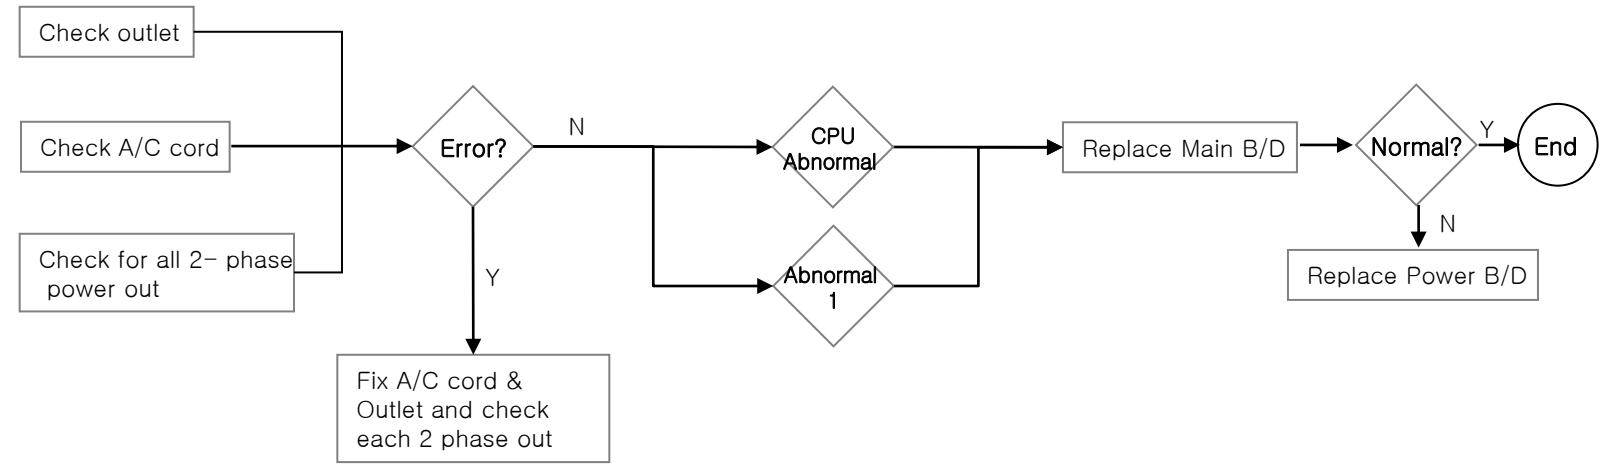 Check outlet
Check A/C cord
Check for all 2- phase
power out
Error?
N
Y
Fix A/C cord &
Outlet and check
each 2 phase out
CPU
Abnormal
Abnormal
1
Replace Main B/D
Normal?
Y
End
N
Replace Power B/D